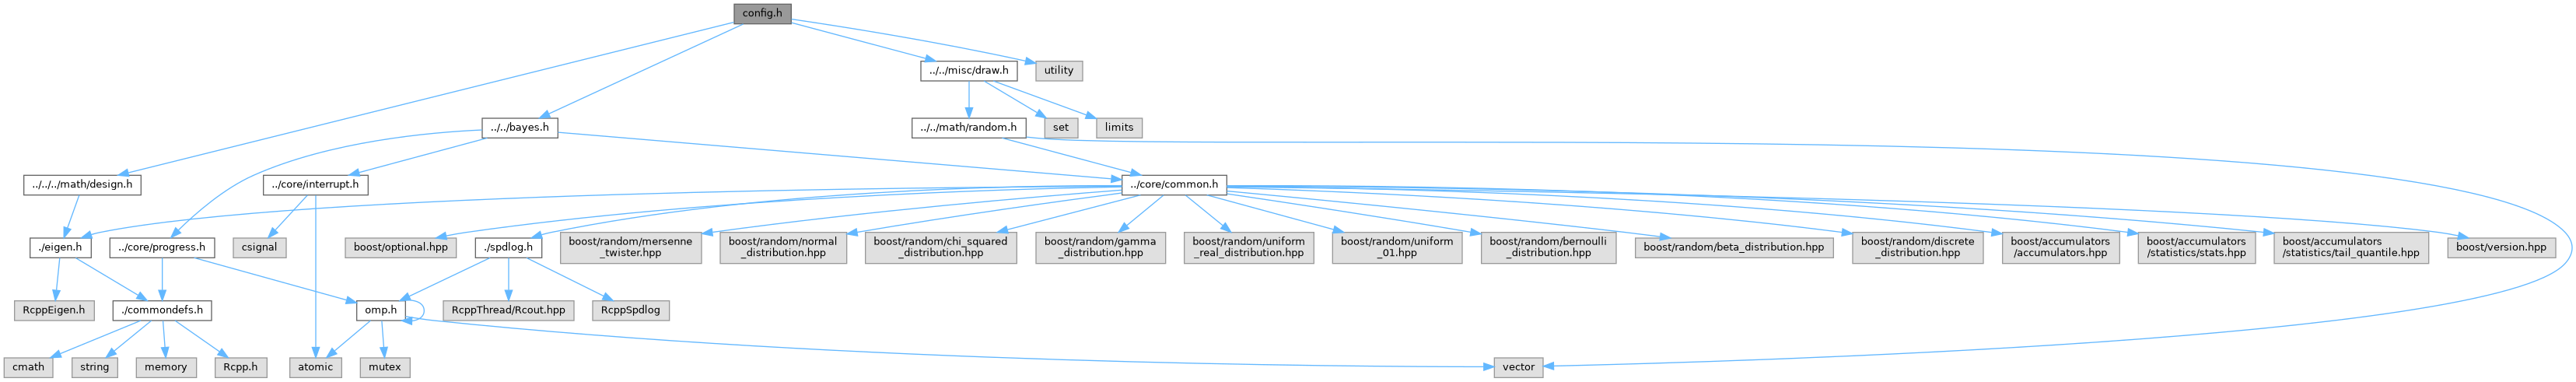 config.h
../../misc/draw.h
utility
../../bayes.h
../../math/random.h
set
limits
../../../math/design.h
../core/interrupt.h
../core/common.h
./eigen.h
../core/progress.h
csignal
boost/optional.hpp
./spdlog.h
boost/random/mersenne
_twister.hpp
boost/random/normal
_distribution.hpp
boost/random/chi_squared
_distribution.hpp
boost/random/gamma
_distribution.hpp
boost/random/uniform
_real_distribution.hpp
boost/random/uniform
_01.hpp
boost/random/bernoulli
_distribution.hpp
boost/random/beta_distribution.hpp
boost/random/discrete
_distribution.hpp
boost/accumulators
/accumulators.hpp
boost/accumulators
/statistics/stats.hpp
boost/accumulators
/statistics/tail_quantile.hpp
boost/version.hpp
RcppEigen.h
./commondefs.h
omp.h
RcppThread/Rcout.hpp
RcppSpdlog
cmath
string
memory
Rcpp.h
atomic
mutex
vector